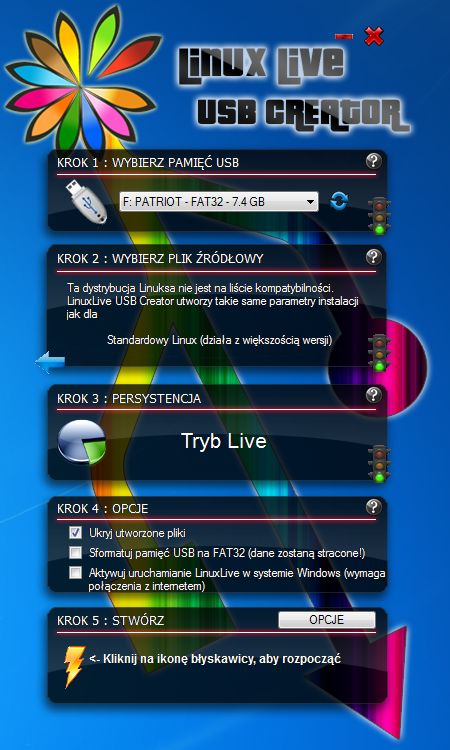 Linux Live
USB Creator
KROK 1 : WYBIERZ PAMIĘĆ USB
?
F: PATRIOT - FAT32 - 7.4 GB
KROK 2 : WYBIERZ PLIK ŹRÓDŁOWY
?
Ta dystrybucja Linuksa nie jest na liście kompatybilności.
LinuxLive USB Creator utworzy takie same parametry instalacji
jak dla
Standardowy Linux (działa z większością wersji)
KROK 3 : PERSYSTENCJA
?
Tryb Live
KROK 4 : OPCJE
?
Ukryj utworzone pliki
Sformatuj pamięć USB na FAT32 (dane zostaną stracone!)
Aktywuj uruchamianie LinuxLive w systemie Windows (wymaga
połączenia z internetem)
KROK 5 : STWÓRZ
OPCJE
<- Kliknij na ikonę błyskawicy, aby rozpocząć